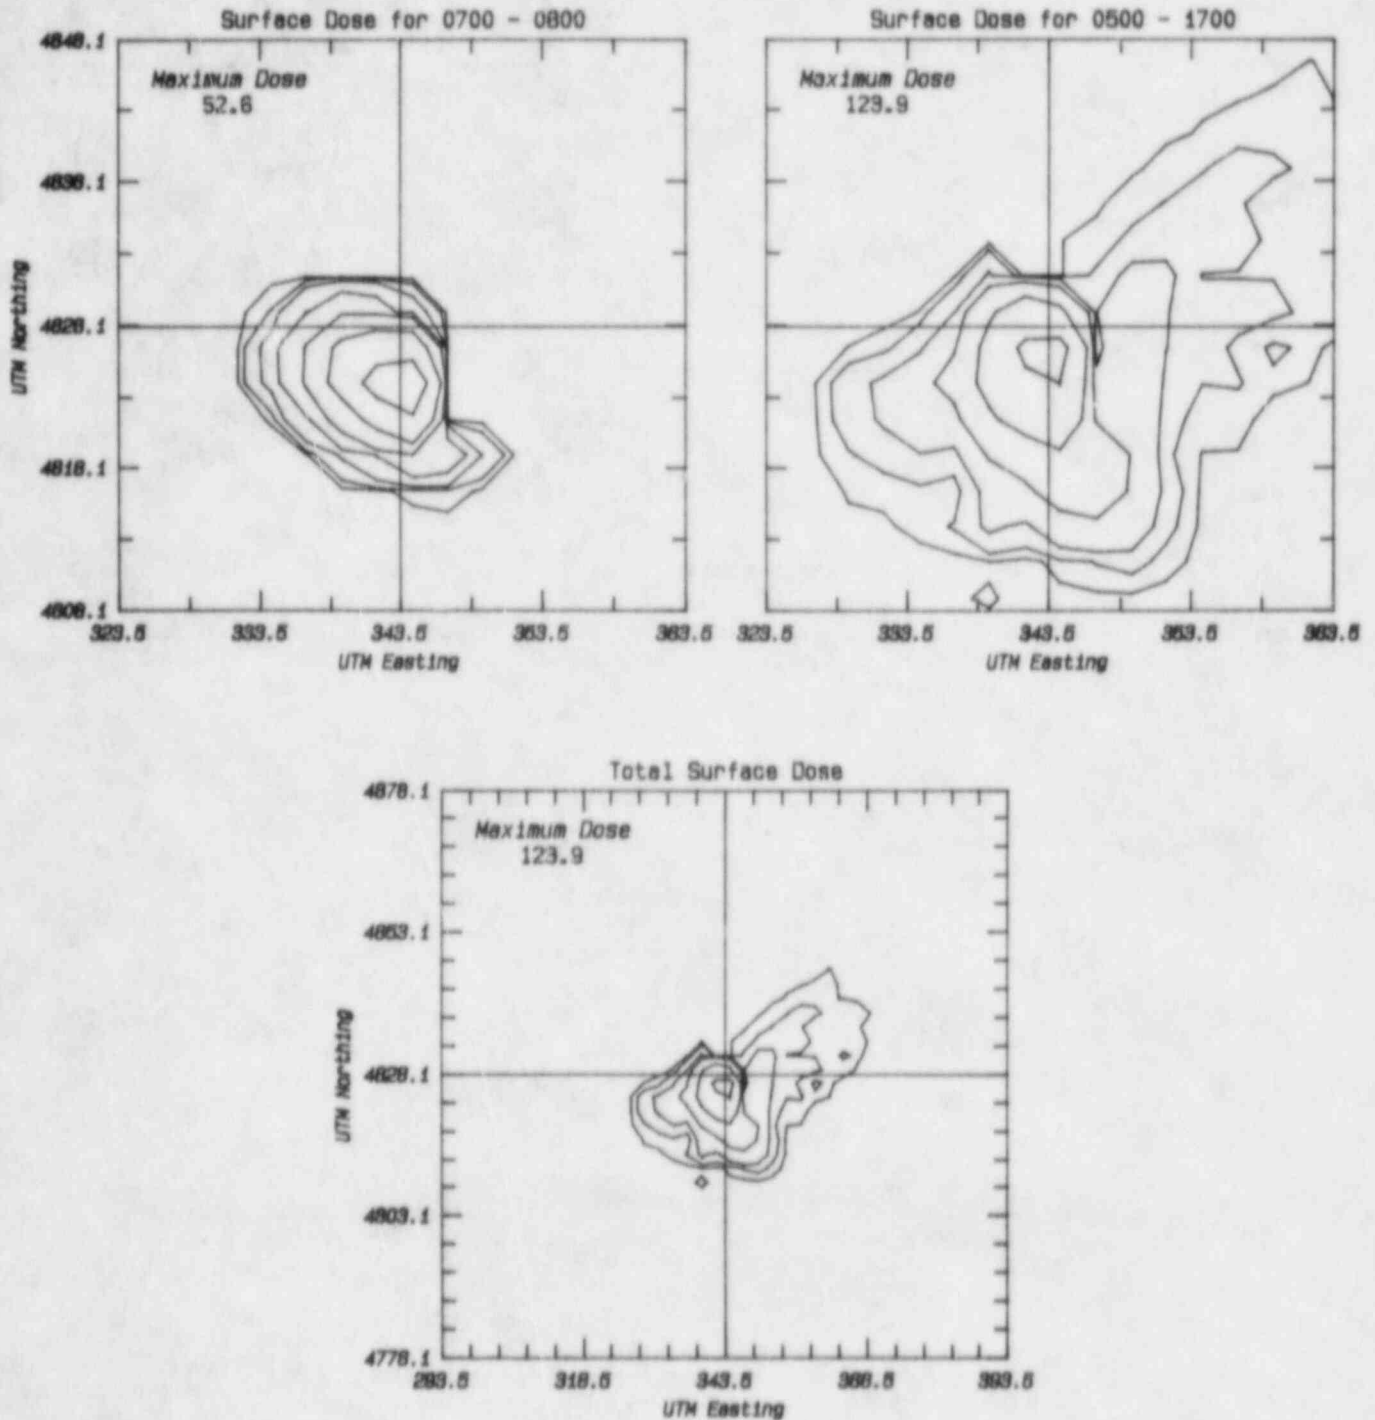 Surface Dose for 0700 - 0800
Maximum Dose
52.6
4848.1
4838.1
4828.1
4818.1
4808.1
UTM Northing
323.5 333.5 343.5 353.5 363.5
UTM Easting
Surface Dose for 0500 - 1700
Maximum Dose
123.9
323.5 333.5 343.5 353.5 363.5
UTM Easting
Total Surface Dose
Maximum Dose
123.9
4878.1
4853.1
4828.1
4803.1
4778.1
UTM Northing
293.5 318.5 343.5 368.5 393.5
UTM Easting